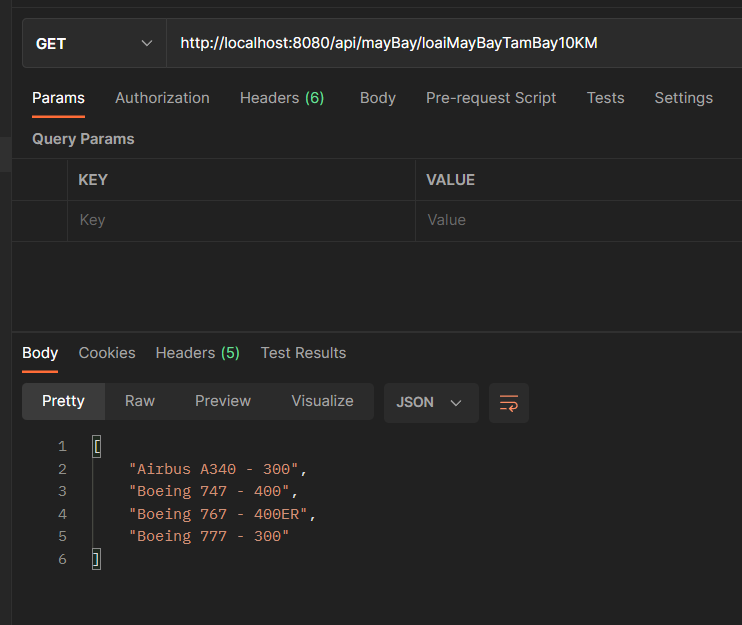 GET http://localhost:8080/api/mayBay/loaiMayBayTamBay10KM
Params Authorization Headers (6) Body Pre-request Script Tests Settings
Query Params
KEY VALUE
Key Value
Body Cookies Headers (5) Test Results
Pretty Raw Preview Visualize JSON
1 [
2 "Airbus A340 - 300",
3 "Boeing 747 - 400",
4 "Boeing 767 - 400ER",
5 "Boeing 777 - 300"
6 ]